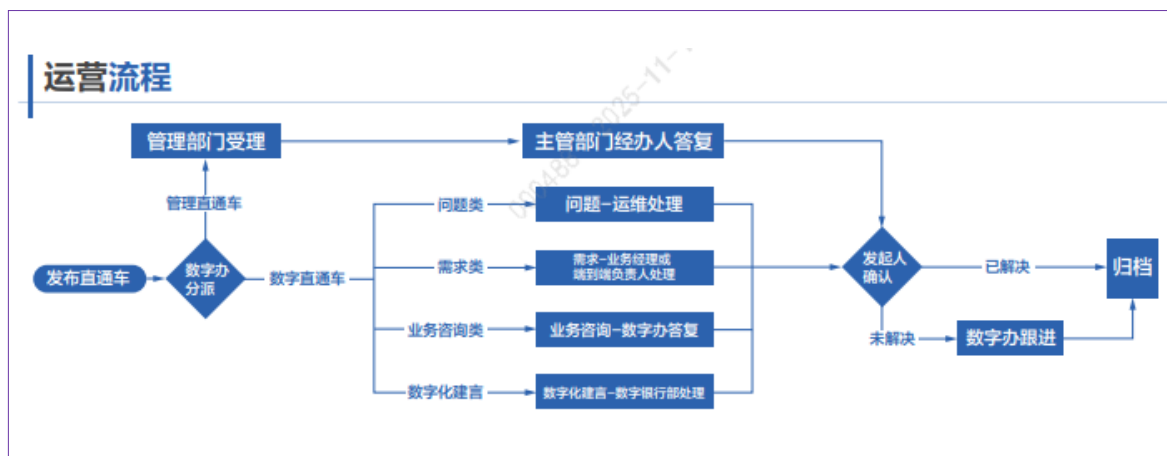 运营流程
管理部门受理
主管部门经办人答复
管理直通车
问题类
问题-运维处理
发布直通车
数字办
分派
数字直通车
需求类
需求-业务经理或
端到端负责人处理
发起人
确认
已解决
归档
业务咨询类
业务咨询-数字办答复
未解决
数字办跟进
数字化建言
数字化建言-数字银行部处理